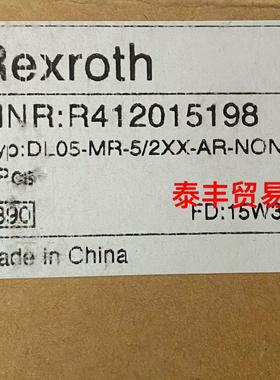 Rexroth
MNR:R412015198
Typ:DL05-MR-5/2XX-AR-NON
泰丰贸易
FD:15W3
Made in China